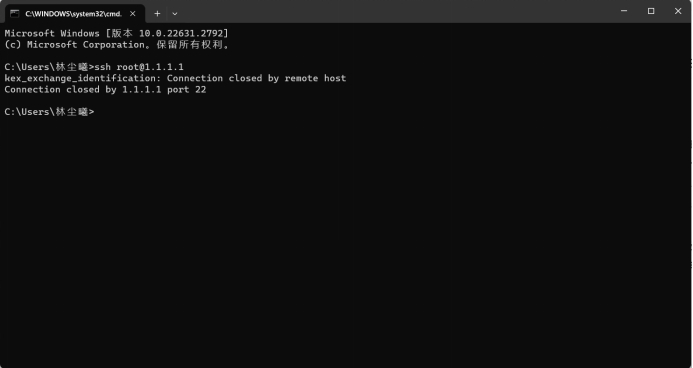 C:\WINDOWS\system32\cmd.
Microsoft Windows [版本 10.0.22631.2792]
(c) Microsoft Corporation。保留所有权利。
C:\Users\林尘曦>ssh root@1.1.1.1
kex_exchange_identification: Connection closed by remote host
Connection closed by 1.1.1.1 port 22
C:\Users\林尘曦>